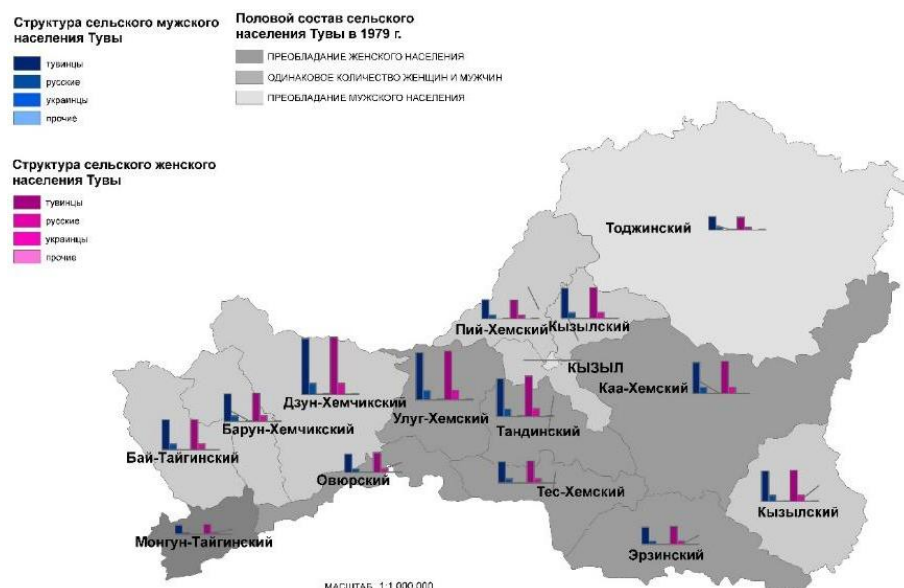 Структура сельского мужского
населения Тувы
тувинцы
русские
украинцы
прочие
Половой состав сельского
населения Тувы в 1979 г.
ПРЕОБЛАДАНИЕ ЖЕНСКОГО НАСЕЛЕНИЯ
ОДИНАКОВОЕ КОЛИЧЕСТВО ЖЕНЩИН И МУЖЧИН
ПРЕОБЛАДАНИЕ МУЖСКОГО НАСЕЛЕНИЯ
Структура сельского женского
населения Тувы
тувинцы
русские
украинцы
прочие
Тоджинский
Пий-Хемский
Кызылский
КЫЗЫЛ
Каа-Хемский
Дзун-Хемчикский
Улуг-Хемский
Тандинский
Барун-Хемчикский
Бай-Тайгинский
Овюрский
Тес-Хемский
Кызылский
Монгун-Тайгинский
Эрзинский
МАСШТАБ 1:1 000 000